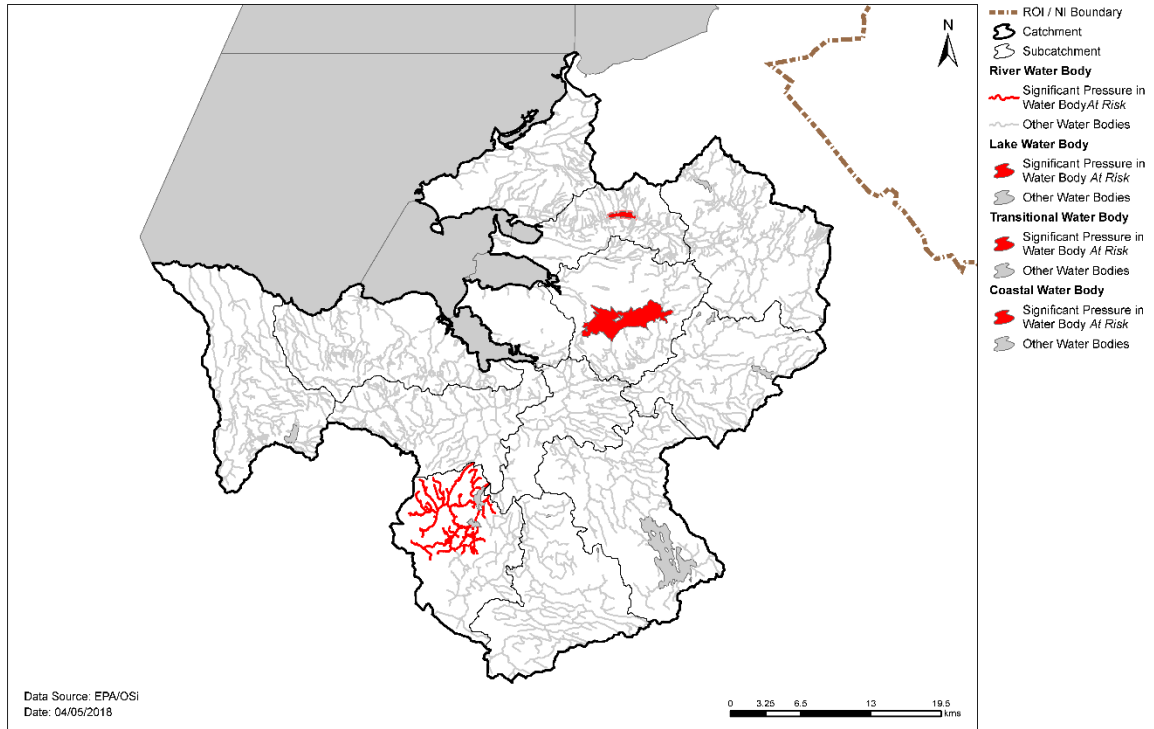 ROI / NI Boundary
Catchment
Subcatchment
River Water Body
Significant Pressure in
Water BodyAt Risk
Other Water Bodies
Lake Water Body
Significant Pressure in
Water Body At Risk
Other Water Bodies
Transitional Water Body
Significant Pressure in
Water Body At Risk
Other Water Bodies
Coastal Water Body
Significant Pressure in
Water Body At Risk
Other Water Bodies
N
Data Source: EPA/OSi
Date: 04/05/2018
0 3.25 6.5 13 19.5
kms